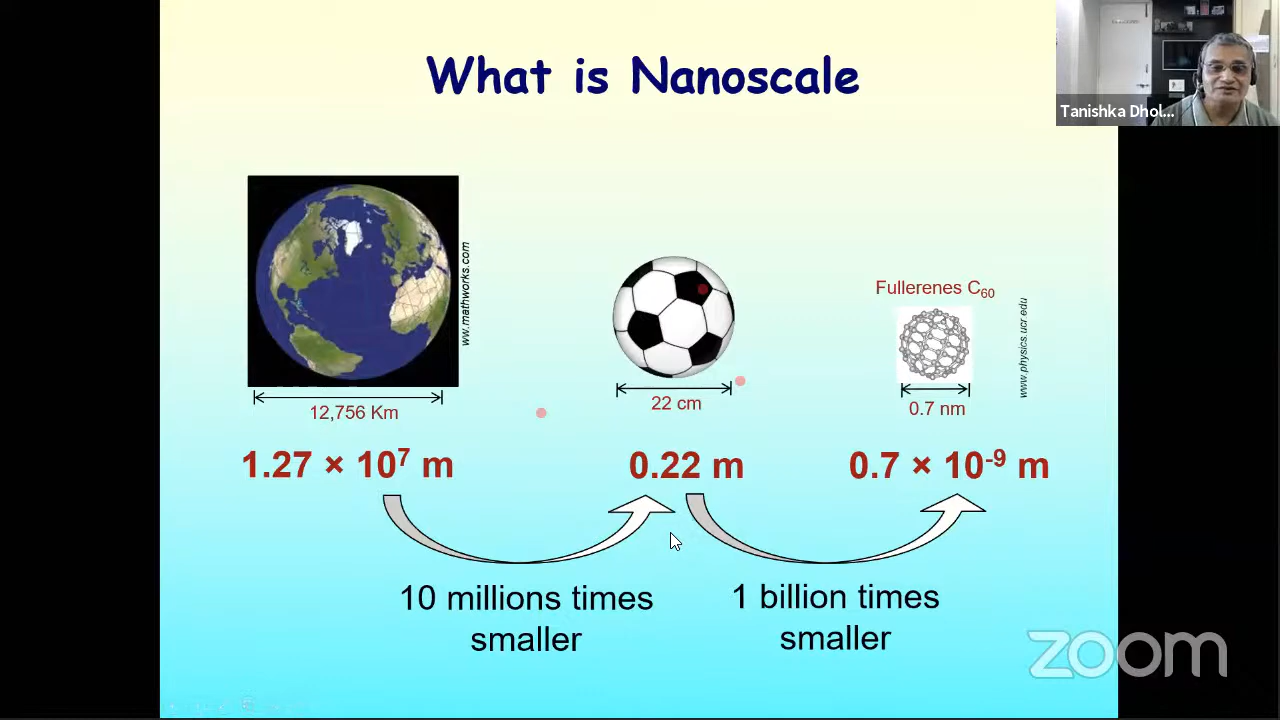 What is Nanoscale
Tanishka Dhol...
ww.mathworks.com
12,756 Km
22 cm
Fullerenes C60
www.physics.ucr.edu
0.7 nm
1.27 × 10⁷ m
0.22 m
0.7 × 10⁻⁹ m
10 millions times
smaller
1 billion times
smaller
zoom